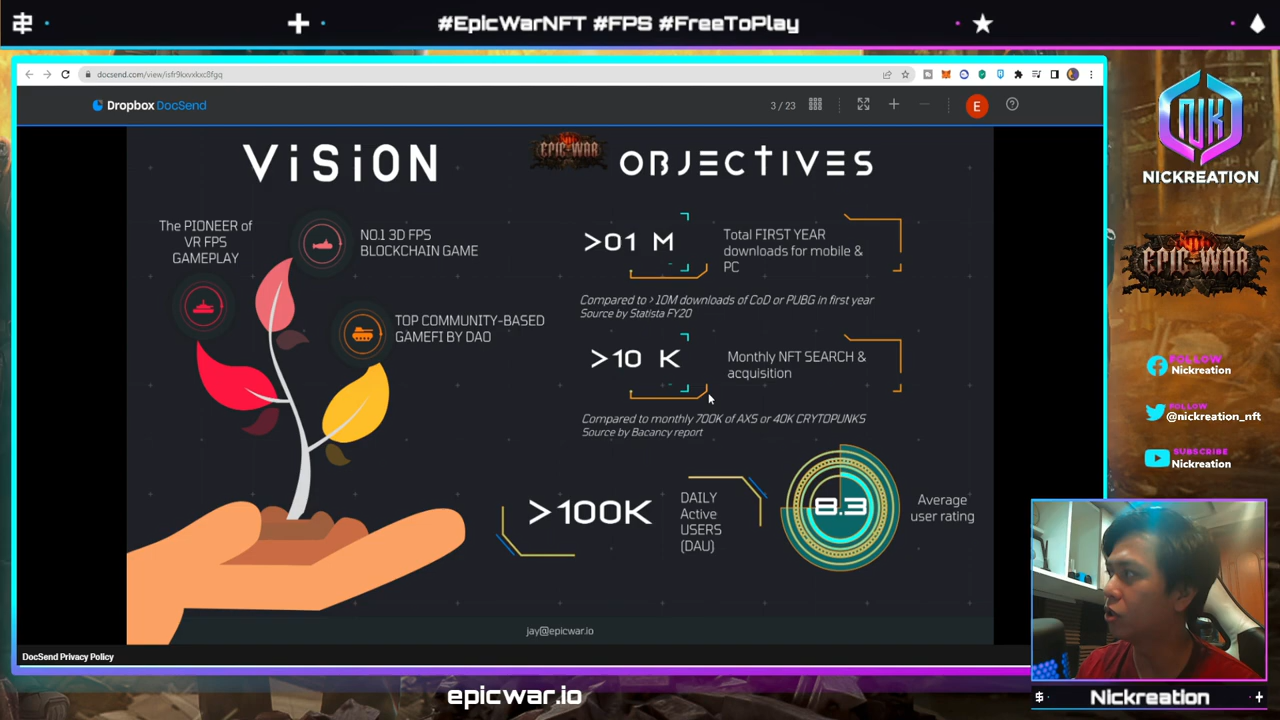 #EpicWarNFT #FPS #FreeToPlay
docsend.com/view/isfr9kxvxkxc8fgq
Dropbox DocSend
3 / 23
E
NICKREATION
ViSiON
EPIC-WAR
OBJECTIVES
The PIONEER of
VR FPS
GAMEPLAY
NO.1 3D FPS
BLOCKCHAIN GAME
TOP COMMUNITY-BASED
GAMEFI BY DAO
>01 M
Total FIRST YEAR
downloads for mobile &
PC
Compared to > 10M downloads of CoD or PUBG in first year
Source by Statista FY20
>10 K
Monthly NFT SEARCH &
acquisition
Compared to monthly 700K of AXS or 40K CRYTOPUNKS
Source by Bacancy report
>100K
DAILY
Active
USERS
(DAU)
8.3
Average
user rating
jay@epicwar.io
EPIC-WAR
FOLLOW
Nickreation
FOLLOW
@nickreation_nft
SUBSCRIBE
Nickreation
DocSend Privacy Policy
epicwar.io
Nickreation